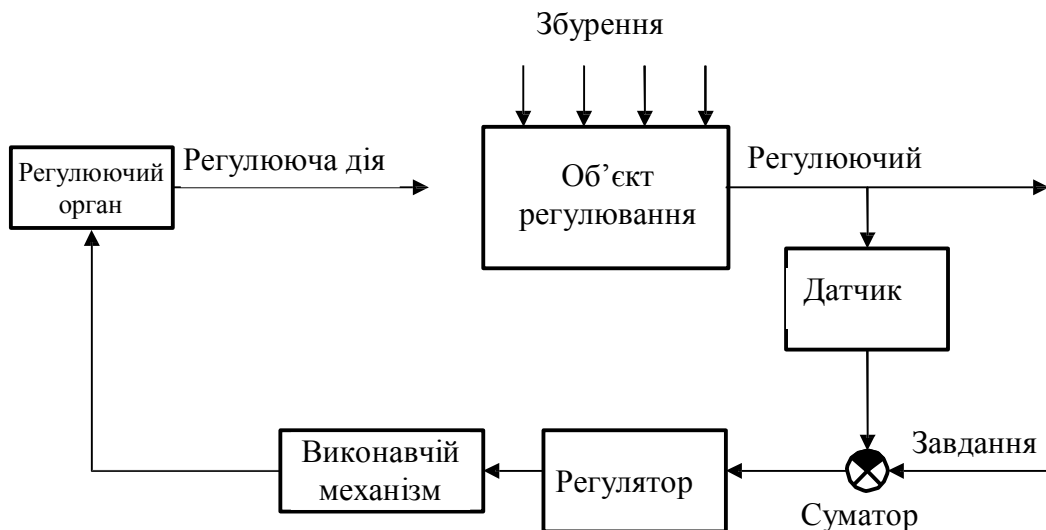 Збурення
Регулюючий
орган
Регулююча дія
Об’єкт
регулювання
Регулюючий
Датчик
Виконавчій
механізм
Регулятор
Завдання
Суматор